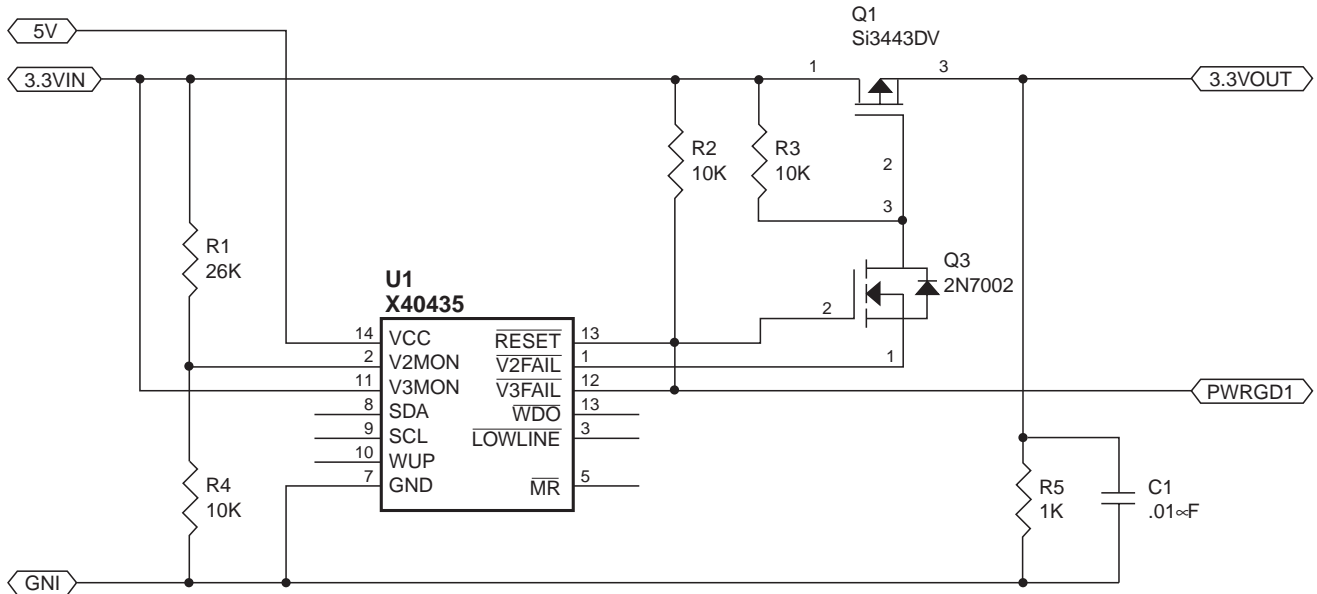 Q1
Si3443DV
5V
3.3VIN
1
3
3.3VOUT
R2
10K
R3
10K
2
3
R1
26K
Q3
2N7002
2
1
U1
X40435
14 VCC
RESET 13
2 V2MON
V2FAIL 1
11 V3MON
V3FAIL 12
PWRGD1
8 SDA
WDO 13
9 SCL
LOWLINE 3
10 WUP
7 GND
MR 5
R4
10K
R5
1K
C1
.01∝F
GNI